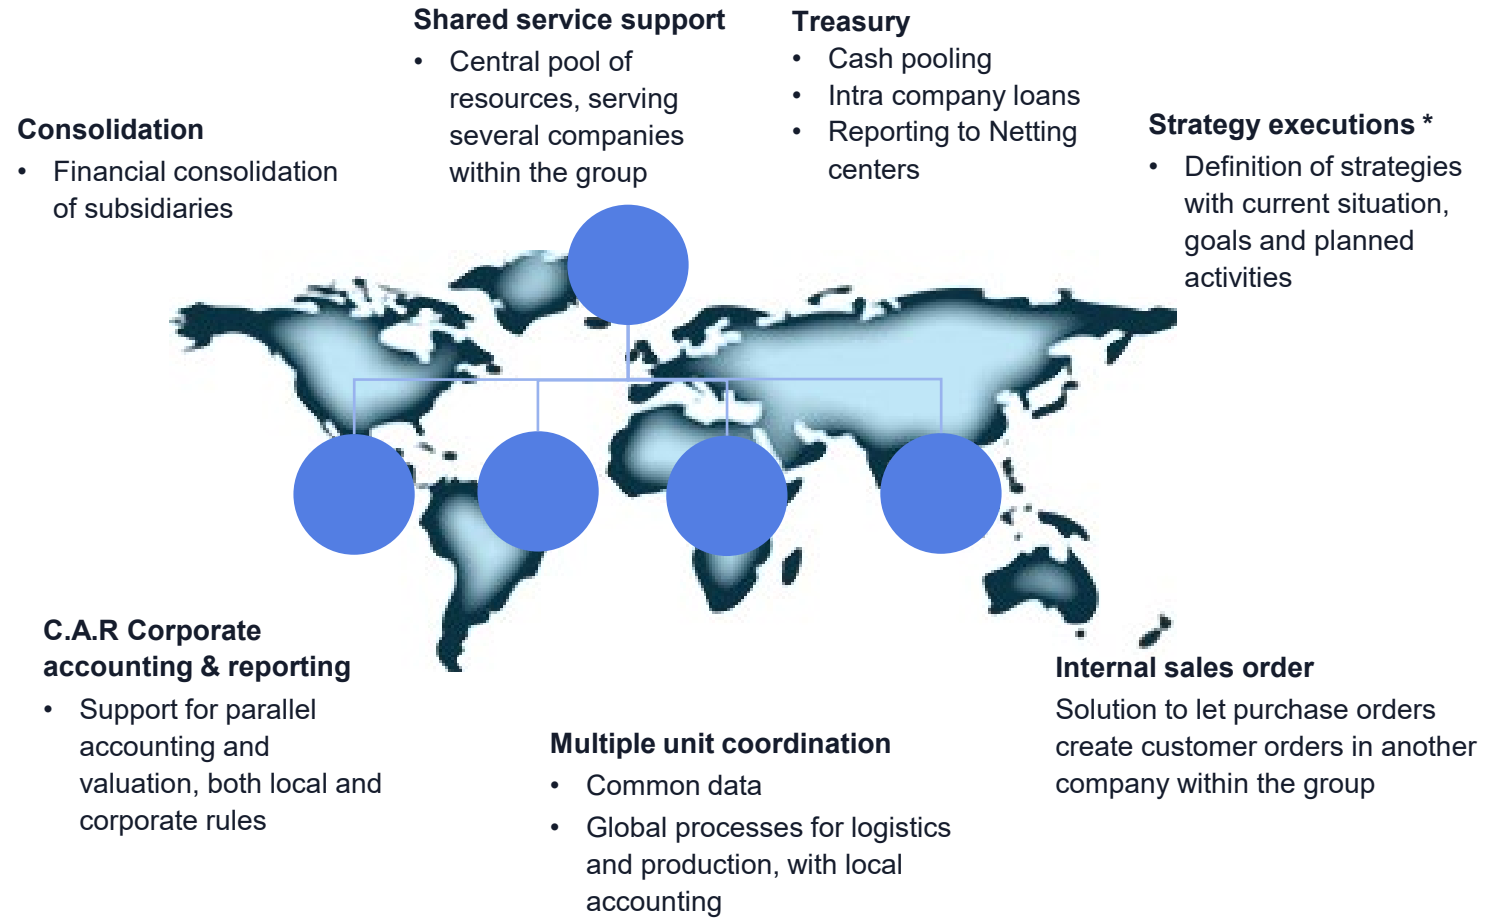 Shared service support
• Central pool of
resources, serving
several companies
within the group
Treasury
• Cash pooling
• Intra company loans
• Reporting to Netting
centers
Consolidation
• Financial consolidation
of subsidiaries
Strategy executions *
• Definition of strategies
with current situation,
goals and planned
activities
C.A.R Corporate
accounting & reporting
• Support for parallel
accounting and
valuation, both local and
corporate rules
Multiple unit coordination
• Common data
• Global processes for logistics
and production, with local
accounting
Internal sales order
Solution to let purchase orders
create customer orders in another
company within the group